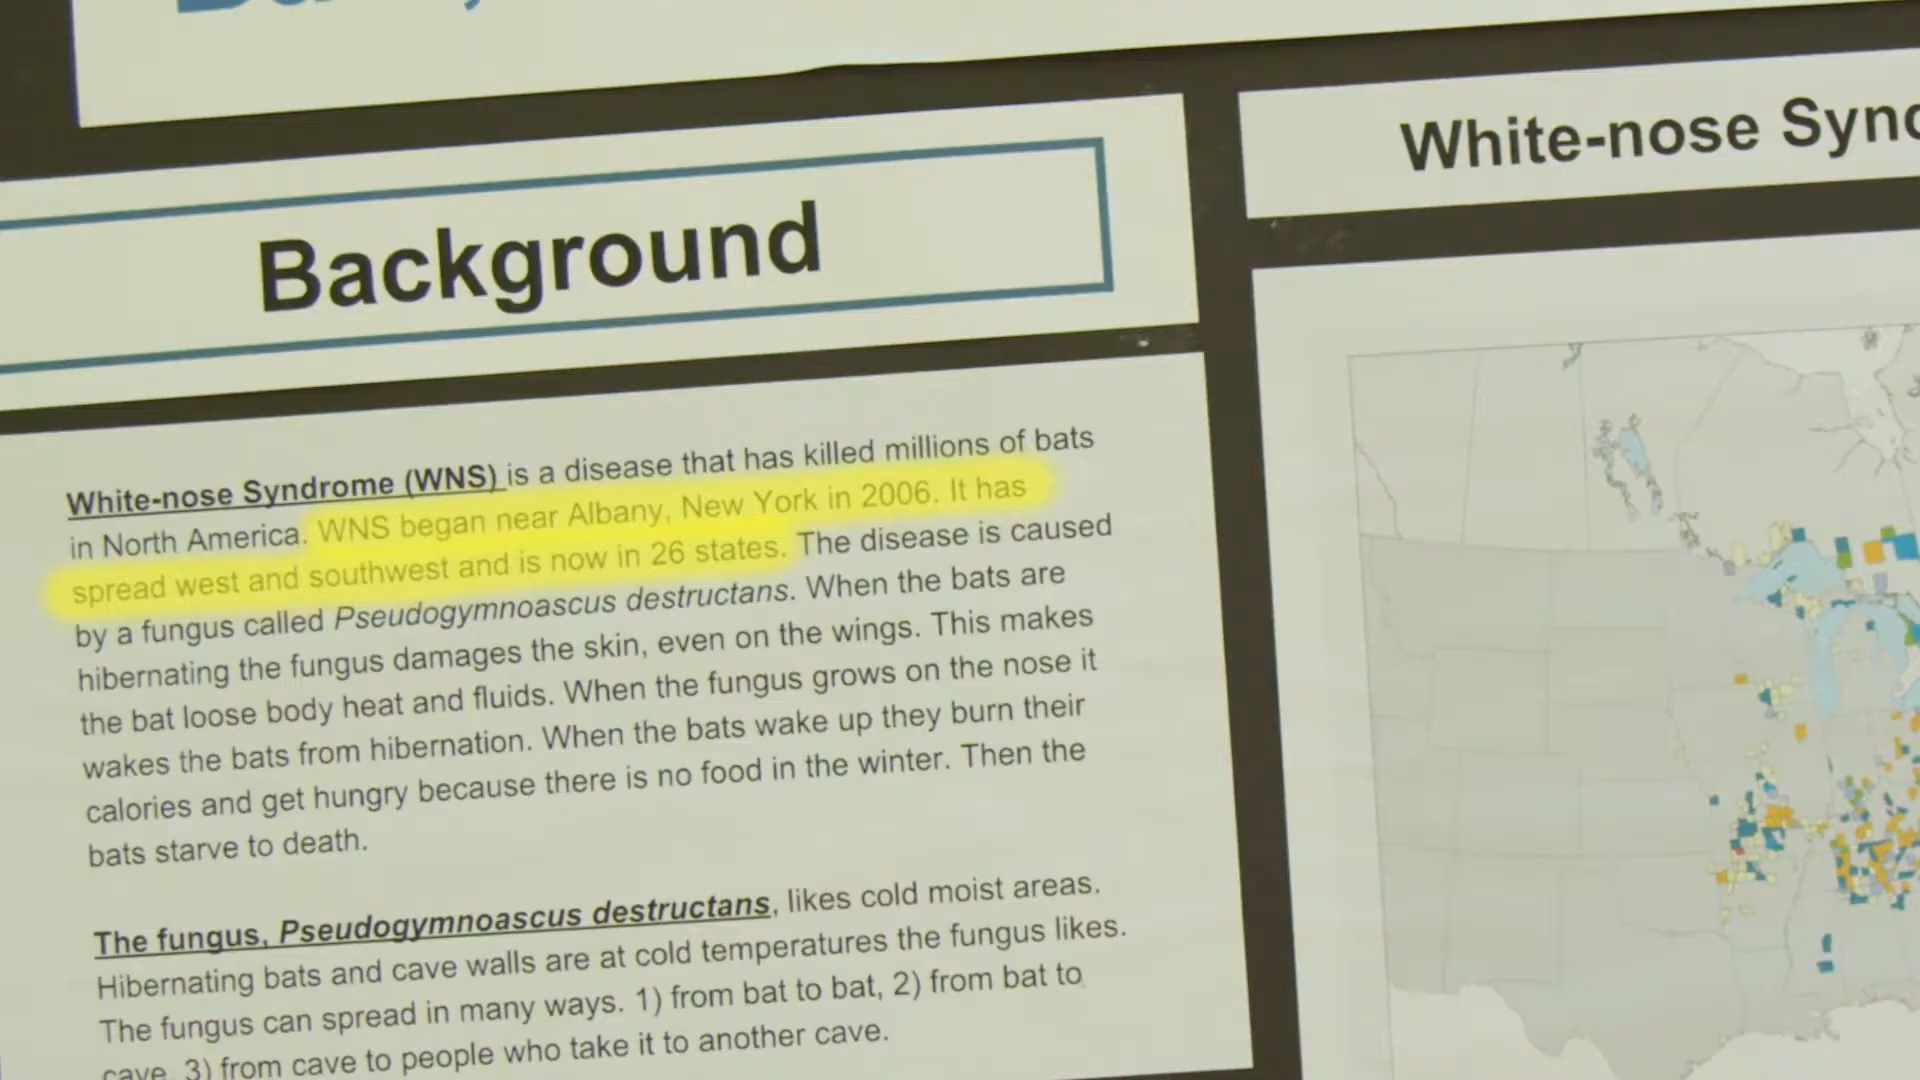 Background
White-nose Syndrome (WNS) is a disease that has killed millions of bats
in North America. WNS began near Albany, New York in 2006. It has
spread west and southwest and is now in 26 states. The disease is caused
by a fungus called Pseudogymnoascus destructans. When the bats are
hibernating the fungus damages the skin, even on the wings. This makes
the bat loose body heat and fluids. When the fungus grows on the nose it
wakes the bats from hibernation. When the bats wake up they burn their
calories and get hungry because there is no food in the winter. Then the
bats starve to death.
The fungus, Pseudogymnoascus destructans, likes cold moist areas.
Hibernating bats and cave walls are at cold temperatures the fungus likes.
The fungus can spread in many ways. 1) from bat to bat, 2) from bat to
cave, 3) from cave to people who take it to another cave.
White-nose Synd